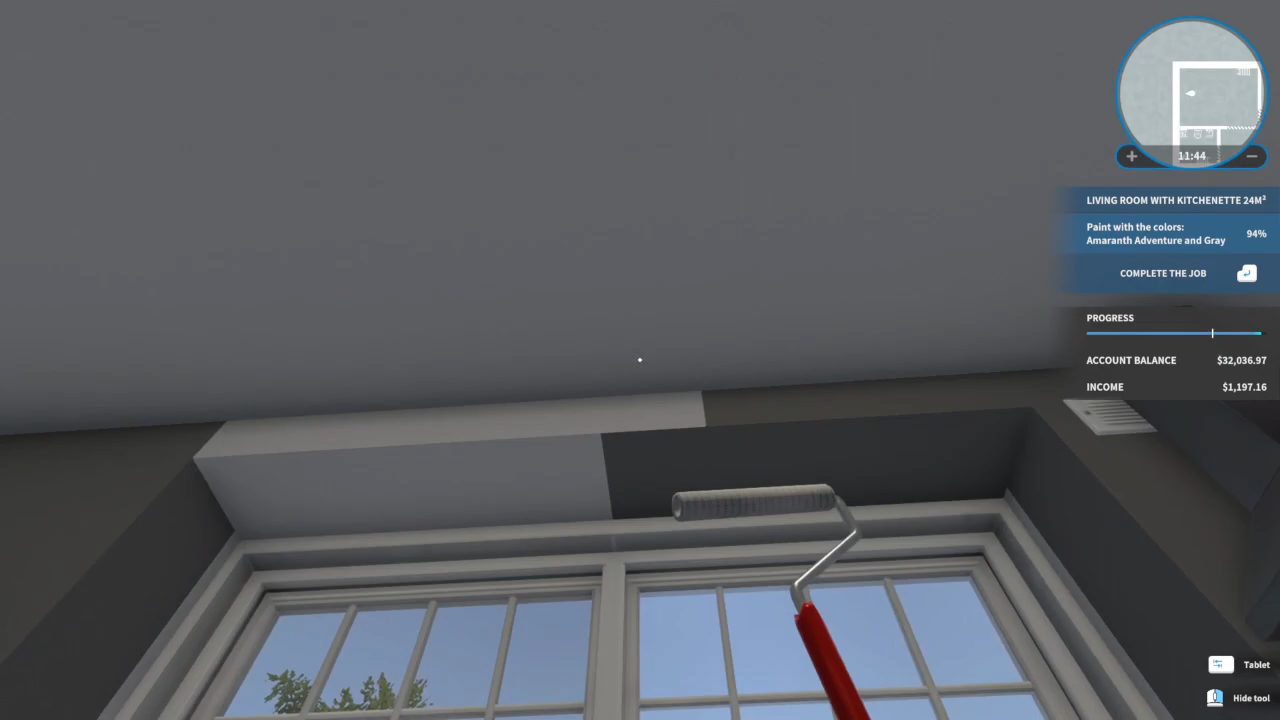 11:44
LIVING ROOM WITH KITCHENETTE 24M²
Paint with the colors:
Amaranth Adventure and Gray
94%
COMPLETE THE JOB
PROGRESS
ACCOUNT BALANCE $32,036.97
INCOME $1,197.16
Tablet
Hide tool